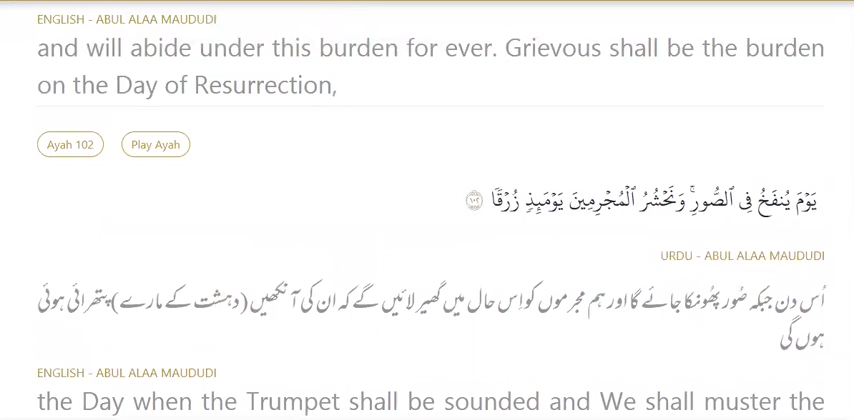 ENGLISH - ABUL ALAA MAUDUDI
and will abide under this burden for ever. Grievous shall be the burden
on the Day of Resurrection,
Ayah 102 Play Ayah
يَوْمَ يُنفَخُ فِى ٱلصُّورِ ۚ وَنَحْشُرُ ٱلْمُجْرِمِينَ يَوْمَئِذٍ زُرْقًا ١٠٢
URDU - ABUL ALAA MAUDUDI
اُس دن جبکہ صُور پھُونکا جائے گا اور ہم مجرموں کو اِس حال میں گھیر لائیں گے کہ ان کی آنکھیں (دہشت کے مارے) پتھرائی ہوئی
ہوں گی
ENGLISH - ABUL ALAA MAUDUDI
the Day when the Trumpet shall be sounded and We shall muster the